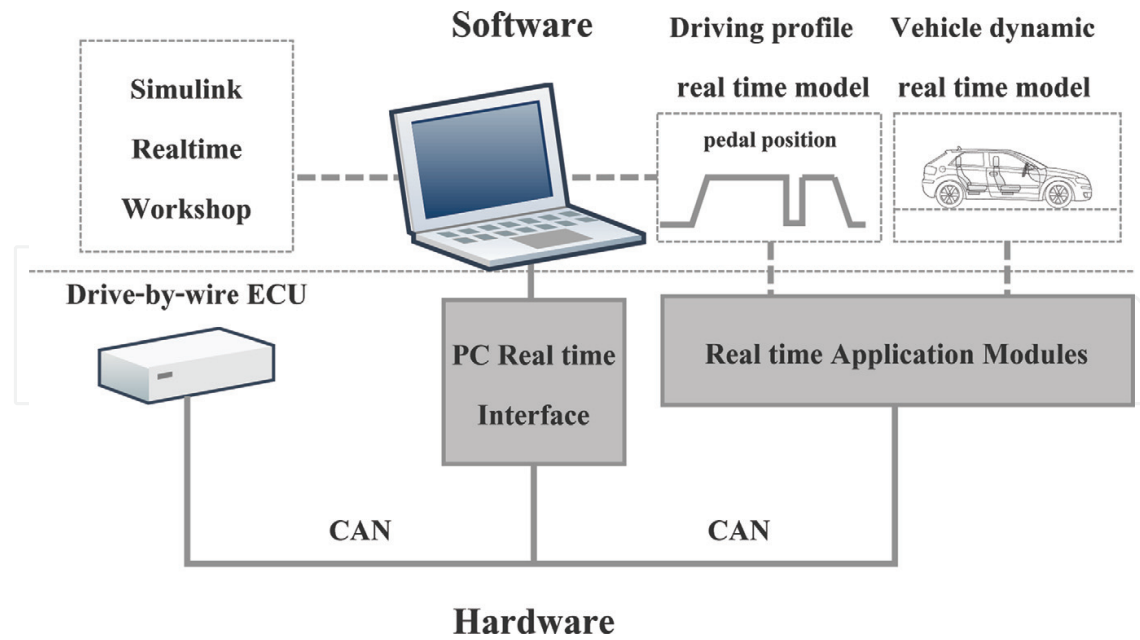 Software
Simulink
Realtime
Workshop
Driving profile
real time model
pedal position
Vehicle dynamic
real time model
Drive-by-wire ECU
PC Real time
Interface
Real time Application Modules
CAN
CAN
Hardware